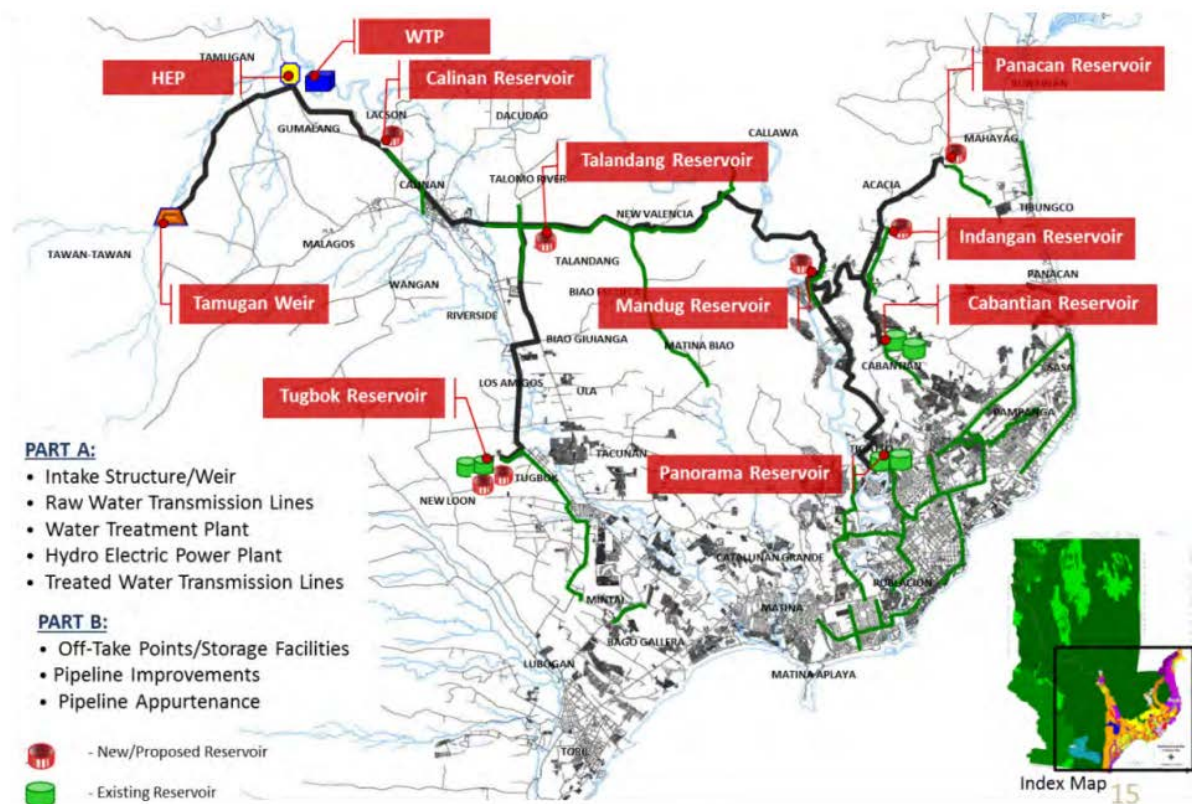 WTP
HEP
TAMUGAN
Calinan Reservoir
Panacan Reservoir
LACSON
DACUDAO
GUMALANG
CALLAWA
MAHAYAG
Talandang Reservoir
CALINAN
TALOMO RIVER
ACACIA
NEW VALENCIA
TIBUNGCO
Indangan Reservoir
MALAGOS
TAWAN-TAWAN
TALANDANG
PANACAN
WANGAN
Tamugan Weir
Mandug Reservoir
Cabantian Reservoir
RIVERSIDE
BIAO GIUIANGA
MATINA BIAO
CABANTIAN
SASA
LOS AMIGOS
ULA
Tugbok Reservoir
PAMPANGA
PART A:
• Intake Structure/Weir
• Raw Water Transmission Lines
• Water Treatment Plant
• Hydro Electric Power Plant
• Treated Water Transmission Lines
TACUNAN
Panorama Reservoir
TUGBOK
NEW LOON
CATALUNAN GRANDE
POBLACION
MINTAL
MATINA
BAGO GALLERA
PART B:
• Off-Take Points/Storage Facilities
• Pipeline Improvements
• Pipeline Appurtenance
LUBOGAN
MATINA APLAYA
- New/Proposed Reservoir
TORIL
- Existing Reservoir
Index Map
15